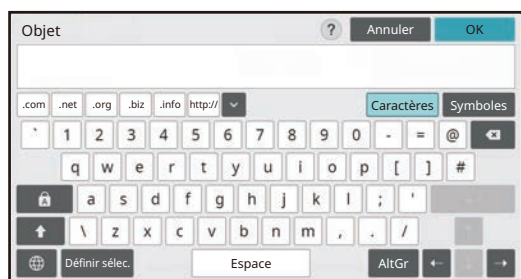 Objet ? Annuler OK
.com .net .org .biz .info http:// Caractères Symboles
` 1 2 3 4 5 6 7 8 9 0 - = @
q w e r t y u i o p [ ] #
a s d f g h j k l ; '
\ z x c v b n m , . /
Définir sélec. Espace AltGr ← →